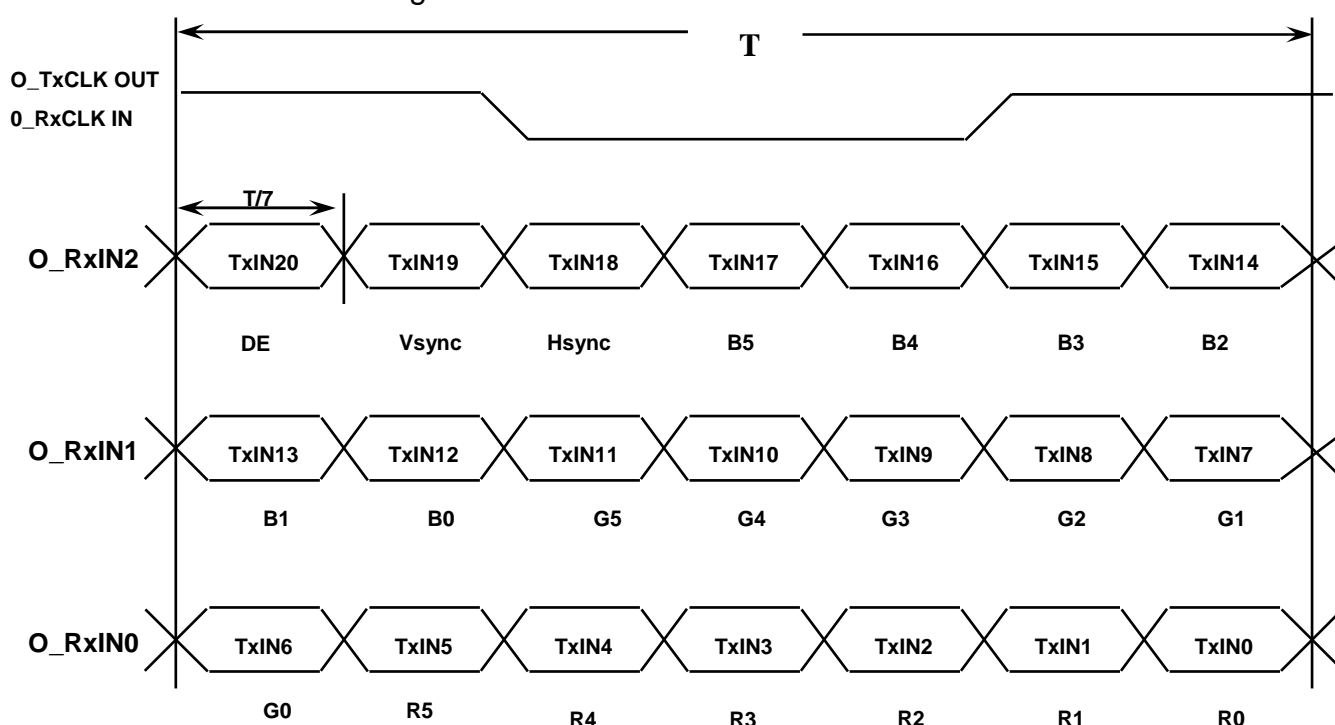 T
O_TxCLK OUT
0_RxCLK IN
T/7
O_RxIN2 TxIN20 TxIN19 TxIN18 TxIN17 TxIN16 TxIN15 TxIN14
DE Vsync Hsync B5 B4 B3 B2
O_RxIN1 TxIN13 TxIN12 TxIN11 TxIN10 TxIN9 TxIN8 TxIN7
B1 B0 G5 G4 G3 G2 G1
O_RxIN0 TxIN6 TxIN5 TxIN4 TxIN3 TxIN2 TxIN1 TxIN0
G0 R5 R4 R3 R2 R1 R0